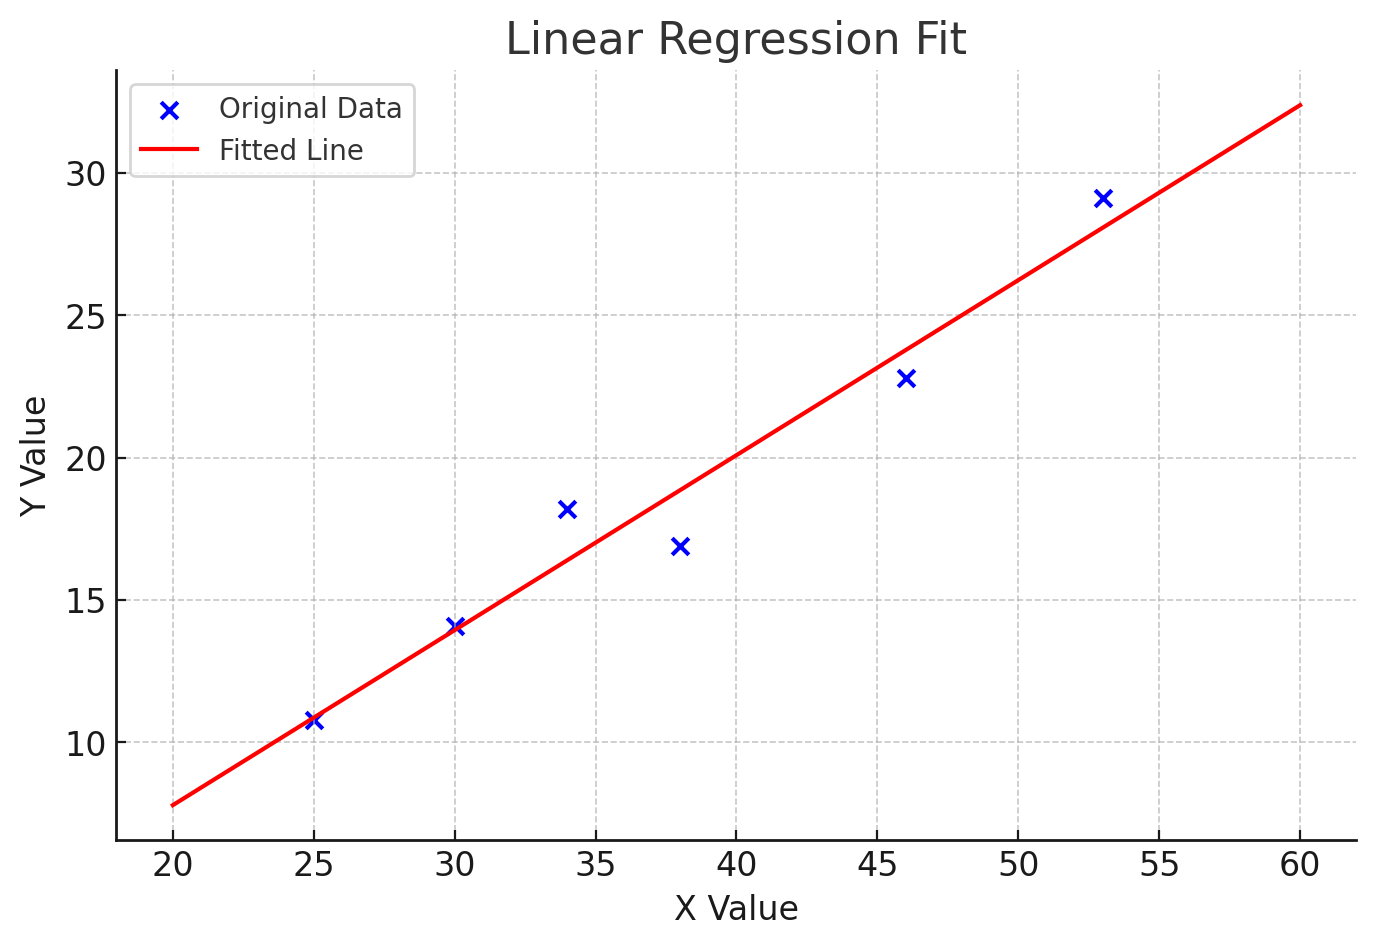 Linear Regression Fit
Original Data
Fitted Line
30
25
20
15
10
Y Value
20 25 30 35 40 45 50 55 60
X Value